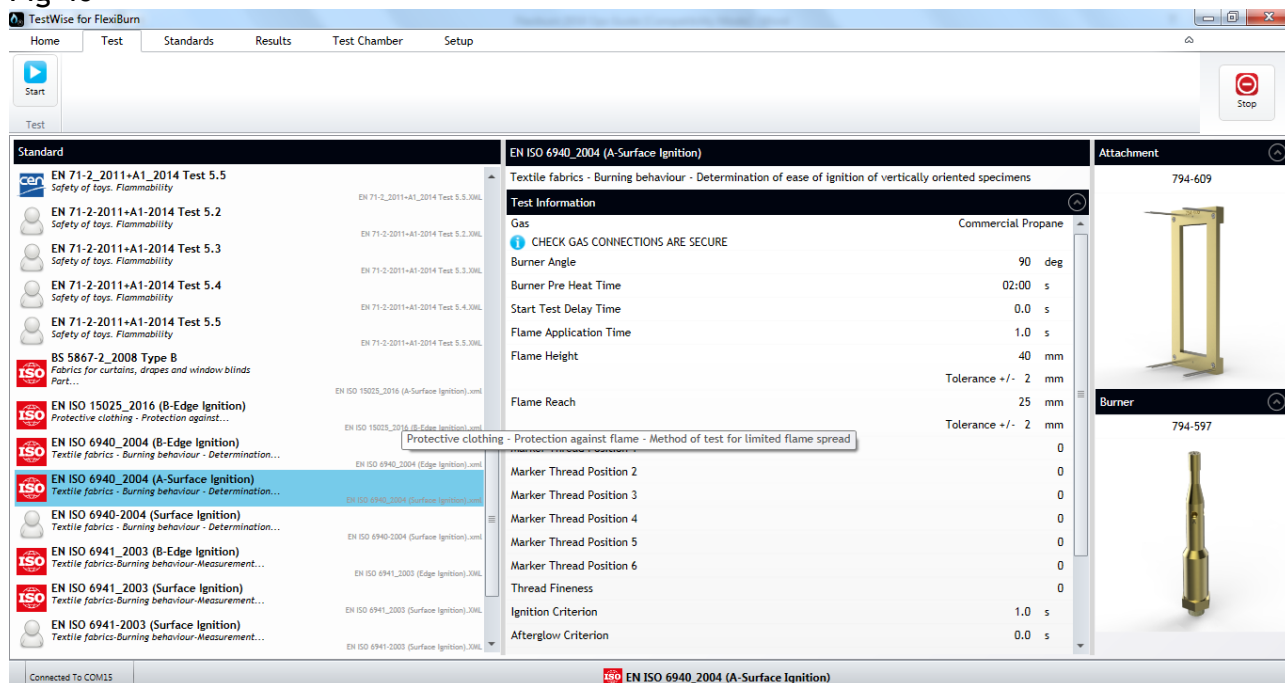 TestWise for FlexiBurn
Home Test Standards Results Test Chamber Setup
Start
Stop
Test
Standard
cen
EN 71-2_2011+A1_2014 Test 5.5
Safety of toys. Flammability
EN 71-2_2011+A1_2014 Test 5.5.XML
EN 71-2-2011+A1-2014 Test 5.2
Safety of toys. Flammability
EN 71-2-2011+A1-2014 Test 5.2.XML
EN 71-2-2011+A1-2014 Test 5.3
Safety of toys. Flammability
EN 71-2-2011+A1-2014 Test 5.3.XML
EN 71-2-2011+A1-2014 Test 5.4
Safety of toys. Flammability
EN 71-2-2011+A1-2014 Test 5.4.XML
EN 71-2-2011+A1-2014 Test 5.5
Safety of toys. Flammability
EN 71-2-2011+A1-2014 Test 5.5.XML
ISO
BS 5867-2_2008 Type B
Fabrics for curtains, drapes and window blinds
Part...
EN ISO 15025_2016 (A-Surface Ignition).xml
ISO
EN ISO 15025_2016 (B-Edge Ignition)
Protective clothing - Protection against...
EN ISO 15025_2016 (B-Edge Ignition).xml
ISO
EN ISO 6940_2004 (B-Edge Ignition)
Textile fabrics - Burning behaviour - Determination...
EN ISO 6940_2004 (Edge Ignition).xml
ISO
EN ISO 6940_2004 (A-Surface Ignition)
Textile fabrics - Burning behaviour - Determination...
EN ISO 6940_2004 (Surface Ignition).xml
EN ISO 6940-2004 (Surface Ignition)
Textile fabrics - Burning behaviour - Determination...
EN ISO 6940-2004 (Surface Ignition).xml
ISO
EN ISO 6941_2003 (B-Edge Ignition)
Textile fabrics-Burning behaviour-Measurement...
EN ISO 6941_2003 (Edge Ignition).XML
ISO
EN ISO 6941_2003 (Surface Ignition)
Textile fabrics-Burning behaviour-Measurement...
EN ISO 6941_2003 (Surface Ignition).XML
EN ISO 6941-2003 (Surface Ignition)
Textile fabrics-Burning behaviour-Measurement...
EN ISO 6941-2003 (Surface Ignition).XML
Protective clothing - Protection against flame - Method of test for limited flame spread
EN ISO 6940_2004 (A-Surface Ignition)
Textile fabrics - Burning behaviour - Determination of ease of ignition of vertically oriented specimens
Test Information
Gas Commercial Propane
CHECK GAS CONNECTIONS ARE SECURE
Burner Angle 90 deg
Burner Pre Heat Time 02:00 s
Start Test Delay Time 0.0 s
Flame Application Time 1.0 s
Flame Height 40 mm
Tolerance +/- 2 mm
Flame Reach 25 mm
Tolerance +/- 2 mm
Marker Thread Position 1 0
Marker Thread Position 2 0
Marker Thread Position 3 0
Marker Thread Position 4 0
Marker Thread Position 5 0
Marker Thread Position 6 0
Thread Fineness 0
Ignition Criterion 1.0 s
Afterglow Criterion 0.0 s
Attachment
794-609
Burner
794-597
Connected To COM15
ISO EN ISO 6940_2004 (A-Surface Ignition)